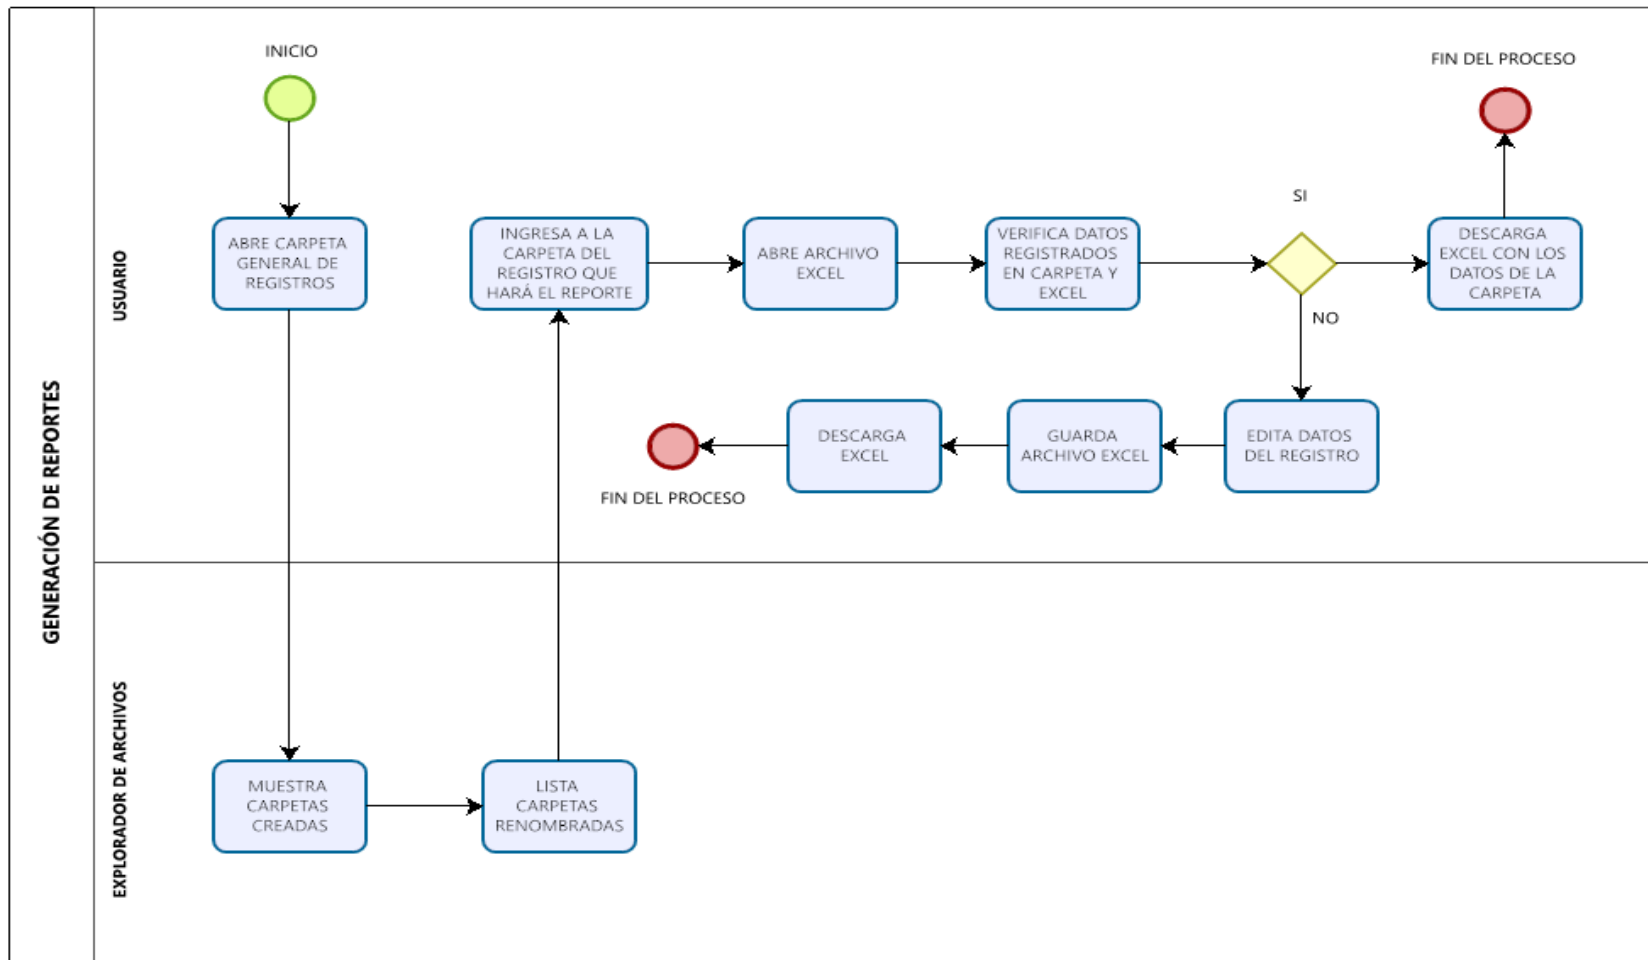 GENERACIÓN DE REPORTES
USUARIO
INICIO
ABRE CARPETA
GENERAL DE
REGISTROS
INGRESA A LA
CARPETA DEL
REGISTRO QUE
HARÁ EL REPORTE
ABRE ARCHIVO
EXCEL
VERIFICA DATOS
REGISTRADOS
EN CARPETA Y
EXCEL
SI
NO
DESCARGA
EXCEL CON LOS
DATOS DE LA
CARPETA
FIN DEL PROCESO
EDITA DATOS
DEL REGISTRO
GUARDA
ARCHIVO EXCEL
DESCARGA
EXCEL
FIN DEL PROCESO
EXPLORADOR DE ARCHIVOS
MUESTRA
CARPETAS
CREADAS
LISTA
CARPETAS
RENOMBRADAS